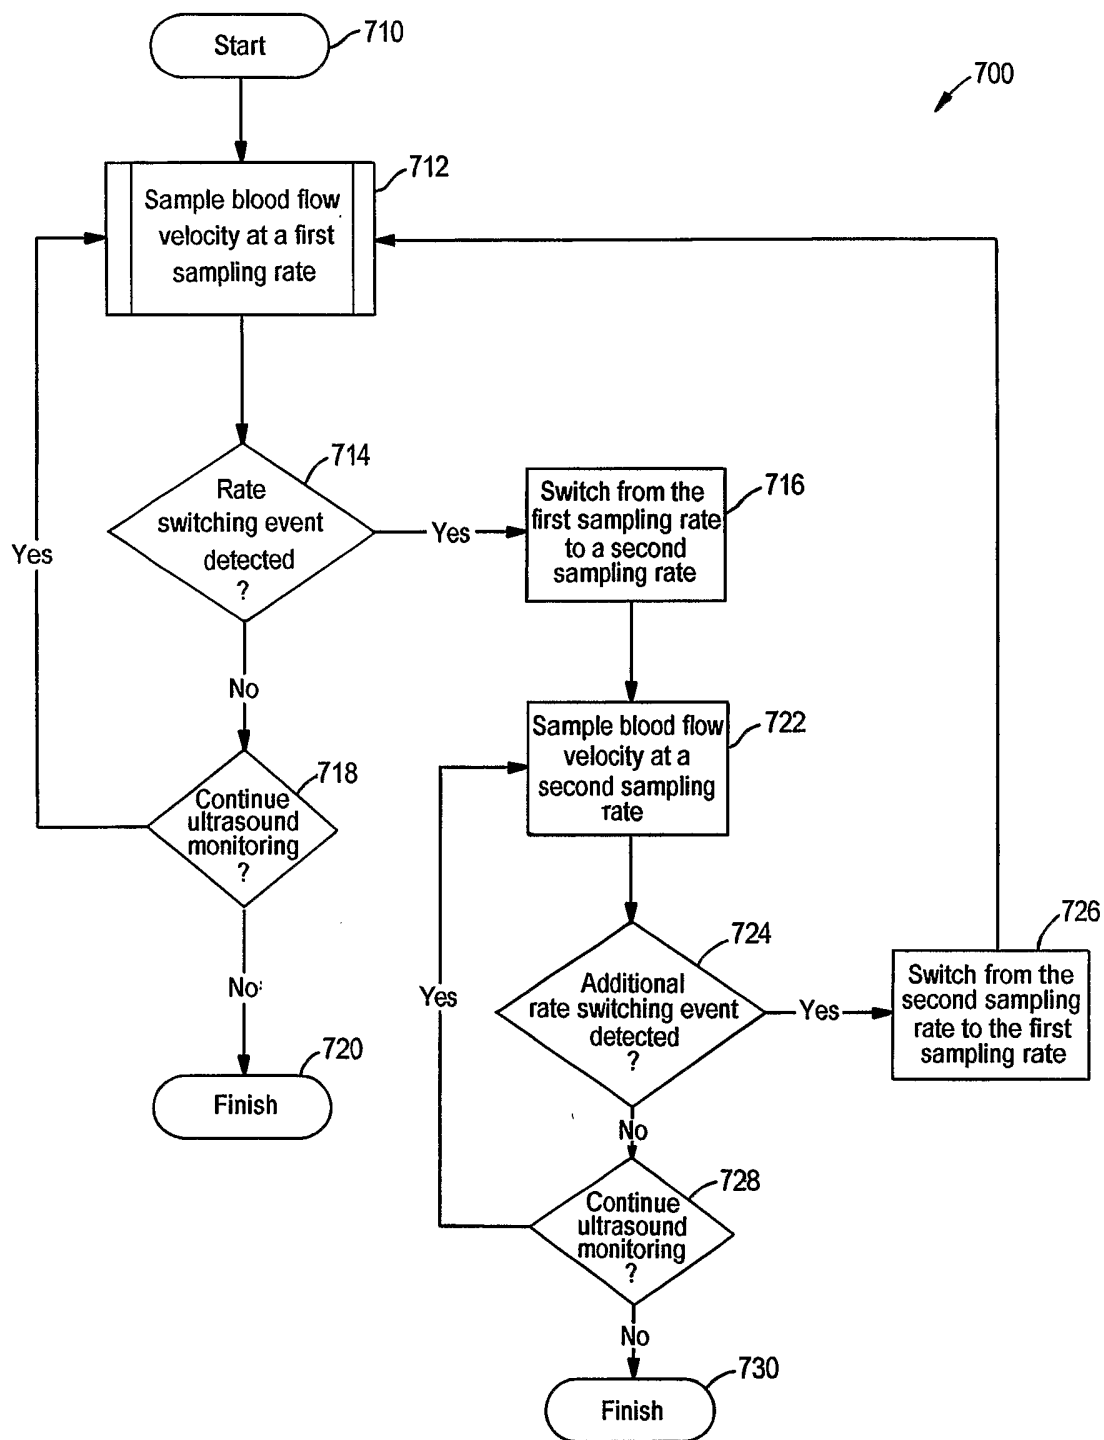 Start
710
700
712
Sample blood flow
velocity at a first
sampling rate
714
Rate
switching event
detected
?
Yes
Switch from the
first sampling rate
to a second
sampling rate
716
Yes
No
Sample blood flow
velocity at a
second sampling
rate
722
718
Continue
ultrasound
monitoring
?
No
720
Finish
Yes
724
Additional
rate switching event
detected
?
Yes
726
Switch from the
second sampling
rate to the first
sampling rate
No
728
Continue
ultrasound
monitoring
?
No
730
Finish